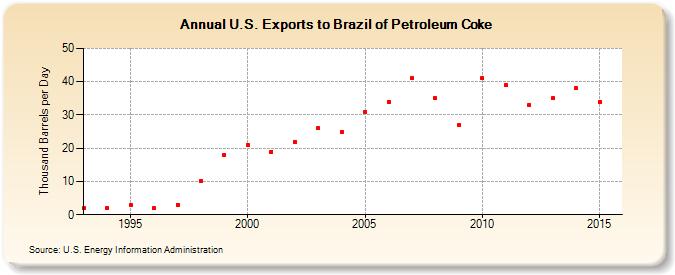 Annual U.S. Exports to Brazil of Petroleum Coke
Thousand Barrels per Day
50
40
30
20
10
0
1995 2000 2005 2010 2015
Source: U.S. Energy Information Administration